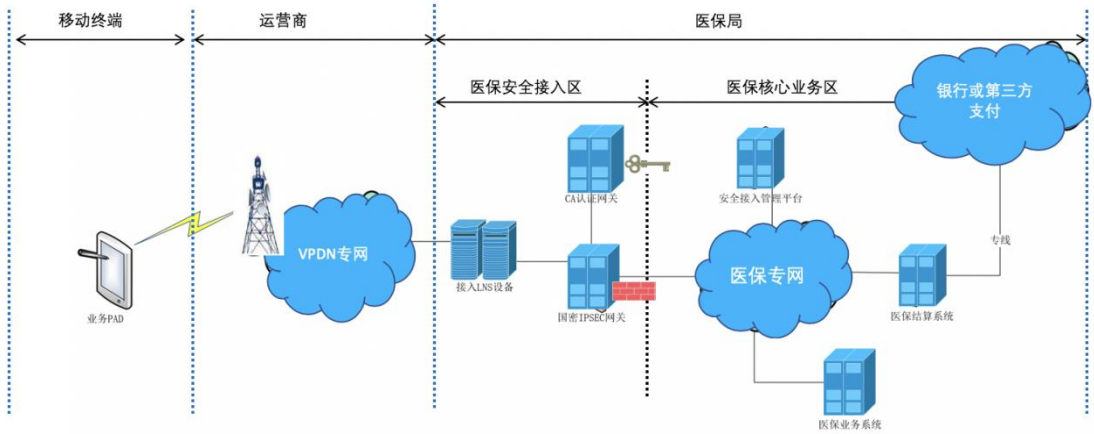 移动终端
运营商
医保局
医保安全接入区
医保核心业务区
银行或第三方
支付
CA认证网关
安全接入管理平台
VPDN专网
接入LNS设备
国密IPSEC网关
医保专网
专线
医保结算系统
业务PAD
医保业务系统